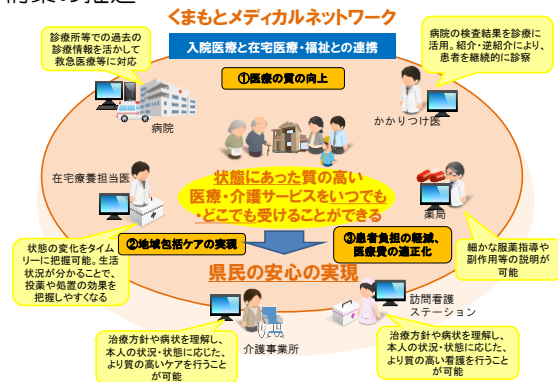 くまもとメディカルネットワーク
入院医療と在宅医療・福祉との連携
診療所等での過去の
診療情報を活かして
救急医療等に対応
病院の検査結果を診療に
活用。紹介・逆紹介により、
患者を継続的に診察
①医療の質の向上
病院
かかりつけ医
在宅療養担当医
状態にあった質の高い
医療・介護サービスをいつでも
・どこでも受けることができる
薬局
状態の変化をタイム
リーに把握可能。生活
状況が分かることで、
投薬や処置の効果を
把握しやすくなる
②地域包括ケアの実現
③患者負担の軽減、
医療費の適正化
細かな服薬指導や
副作用等の説明が
可能
県民の安心の実現
訪問看護
ステーション
介護事業所
治療方針や病状を理解し、
本人の状況・状態に応じた、
より質の高いケアを行うこと
が可能
治療方針や病状を理解し、
本人の状況・状態に応じた、
より質の高い看護を行うこと
が可能